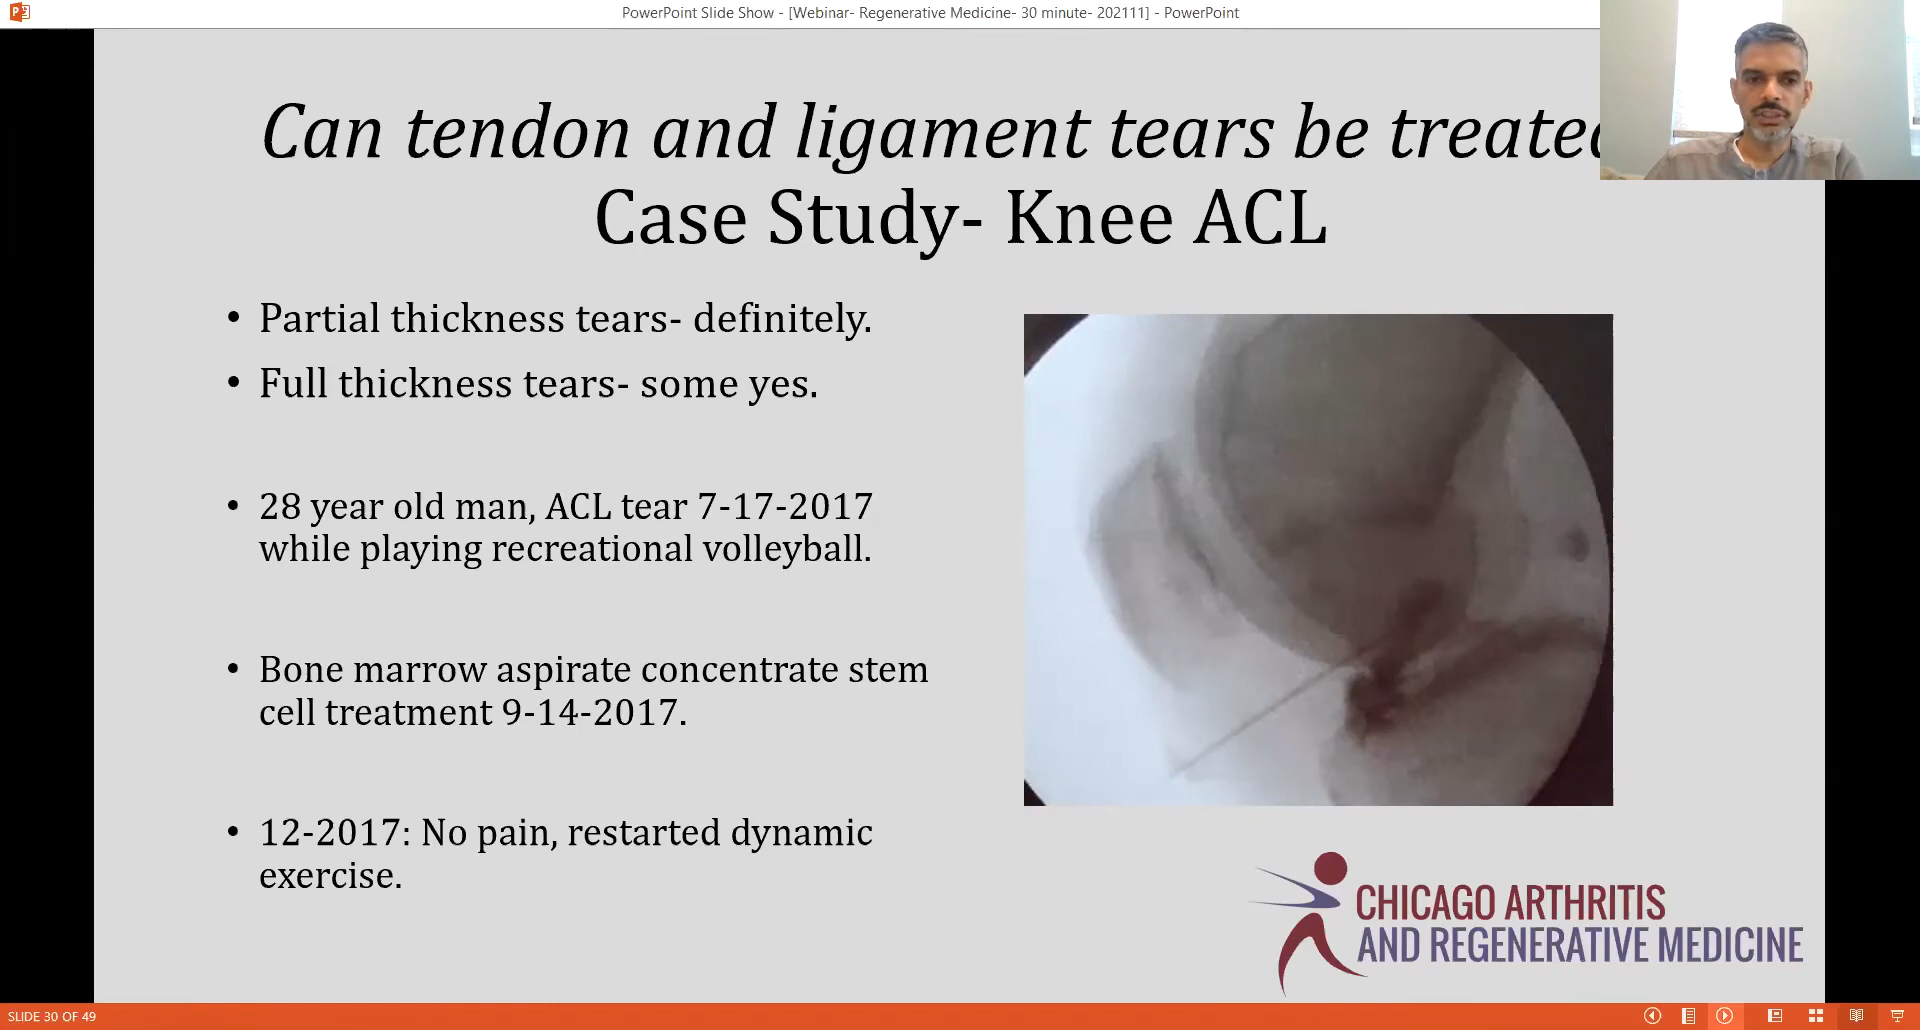 PowerPoint Slide Show - [Webinar- Regenerative Medicine- 30 minute- 202111] - PowerPoint
Can tendon and ligament tears be treated
Case Study- Knee ACL
• Partial thickness tears- definitely.
• Full thickness tears- some yes.
• 28 year old man, ACL tear 7-17-2017
while playing recreational volleyball.
• Bone marrow aspirate concentrate stem
cell treatment 9-14-2017.
• 12-2017: No pain, restarted dynamic
exercise.
CHICAGO ARTHRITIS
AND REGENERATIVE MEDICINE
SLIDE 30 OF 49